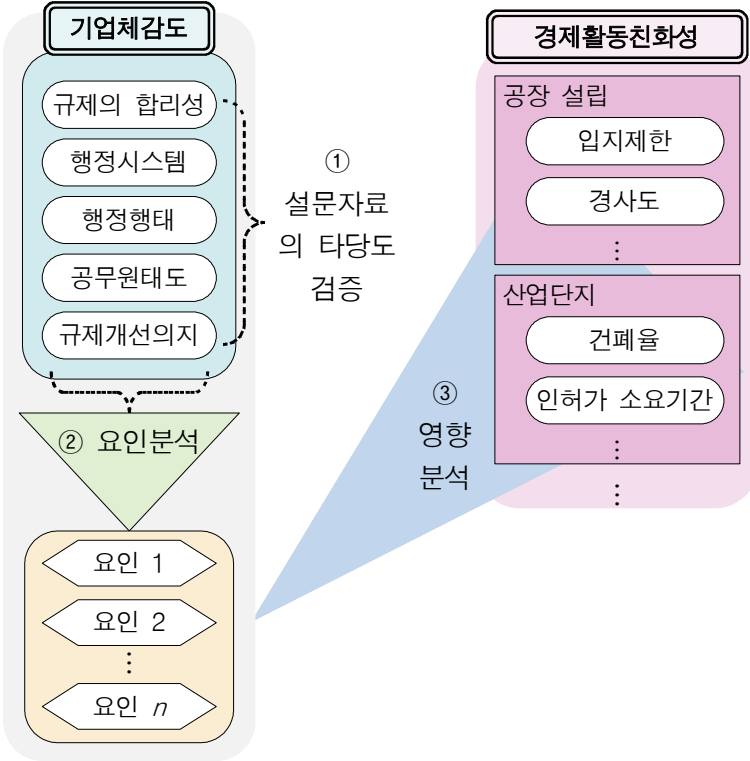 기업체감도
규제의 합리성
행정시스템
행정행태
공무원태도
규제개선의지
①
설문자료
의 타당도
검증
② 요인분석
요인 1
요인 2
⋮
요인 n
③
영향
분석
경제활동친화성
공장 설립
입지제한
경사도
⋮
산업단지
건폐율
인허가 소요기간
⋮
⋮